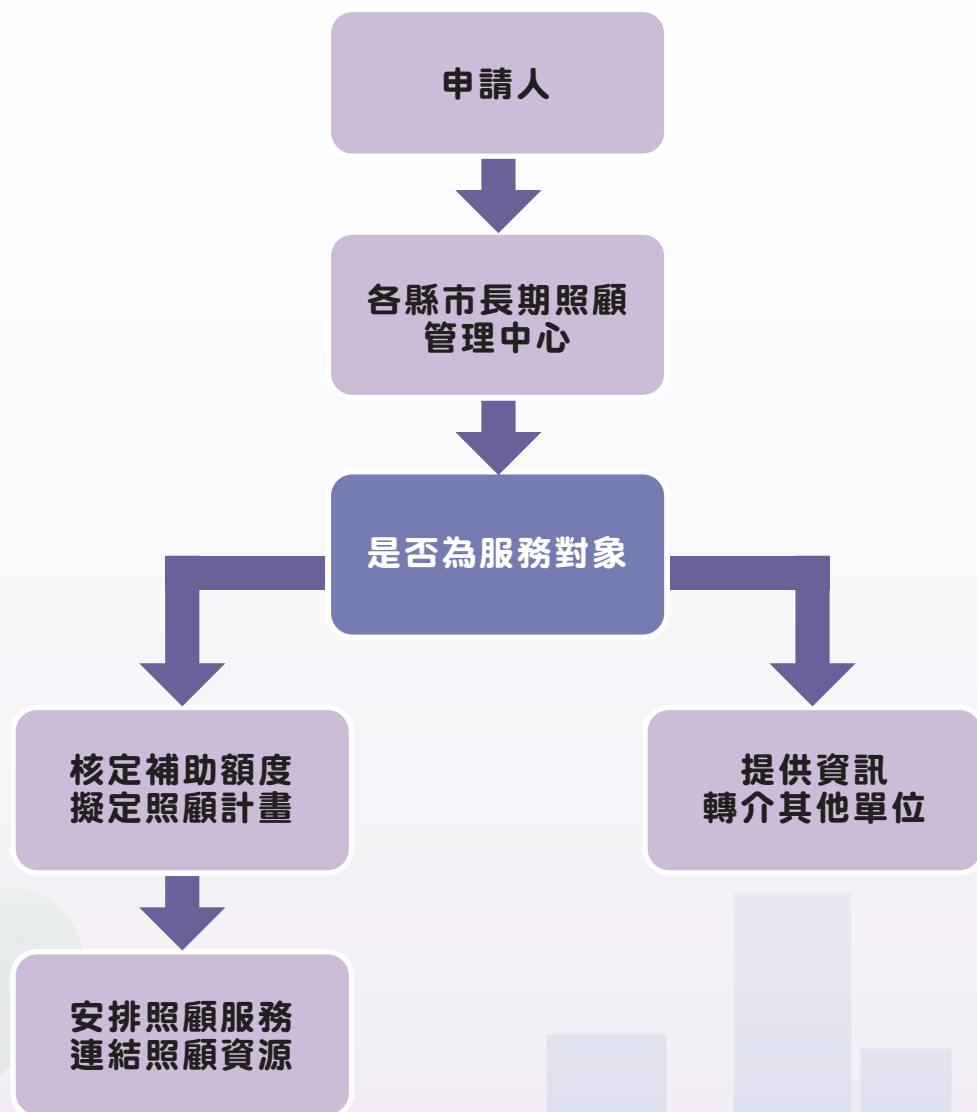 申請人
各縣市長期照顧
管理中心
是否為服務對象
核定補助額度
擬定照顧計畫
提供資訊
轉介其他單位
安排照顧服務
連結照顧資源